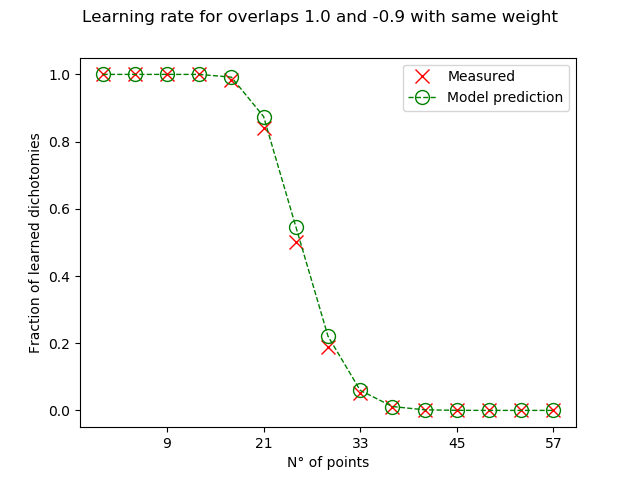 Learning rate for overlaps 1.0 and -0.9 with same weight
Measured
Model prediction
Fraction of learned dichotomies
1.0
0.8
0.6
0.4
0.2
0.0
9 21 33 45 57
N° of points